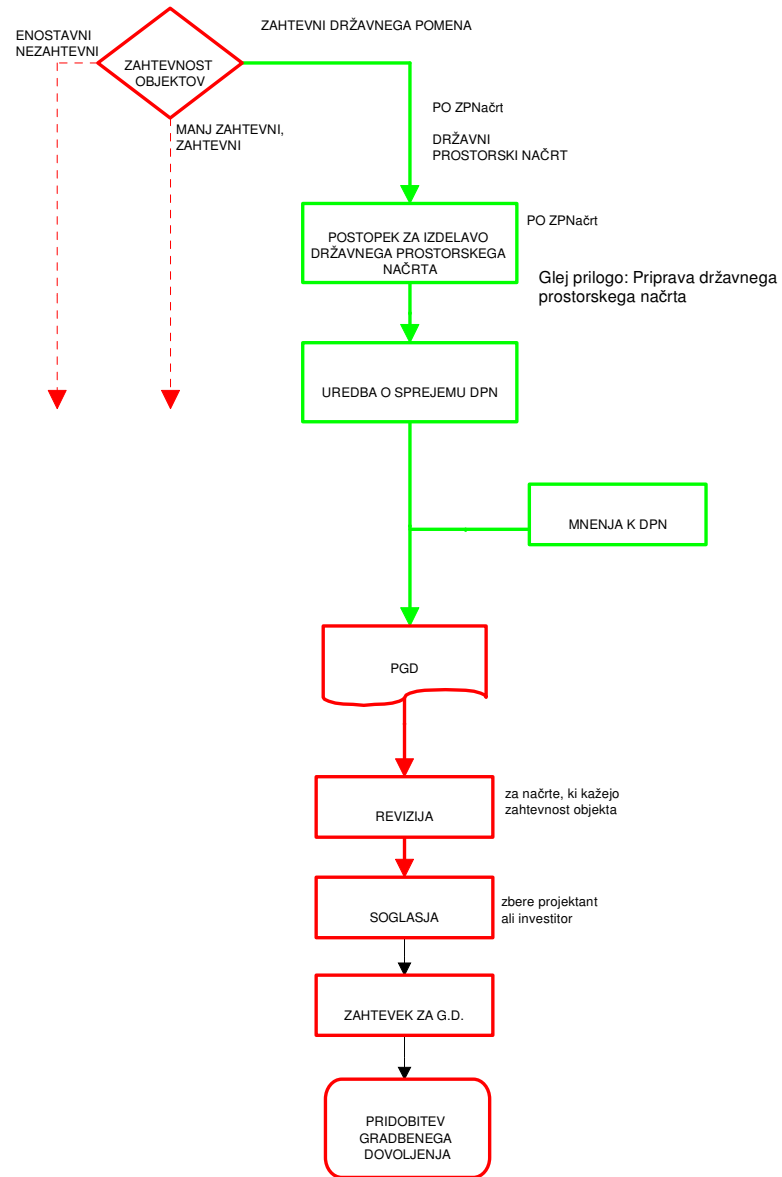 ENOSTAVNI
NEZAHTEVNI
ZAHTEVNI DRŽAVNEGA POMENA
ZAHTEVNOST
OBJEKTOV
MANJ ZAHTEVNI,
ZAHTEVNI
PO ZPNačrt
DRŽAVNI
PROSTORSKI NAČRT
POSTOPEK ZA IZDELAVO
DRŽAVNEGA PROSTORSKEGA
NAČRTA
PO ZPNačrt
Glej prilogo: Priprava državnega
prostorskega načrta
UREDBA O SPREJEMU DPN
MNENJA K DPN
PGD
REVIZIJA
za načrte, ki kažejo
zahtevnost objekta
SOGLASJA
zbere projektant
ali investitor
ZAHTEVEK ZA G.D.
PRIDOBITEV
GRADBENEGA
DOVOLJENJA